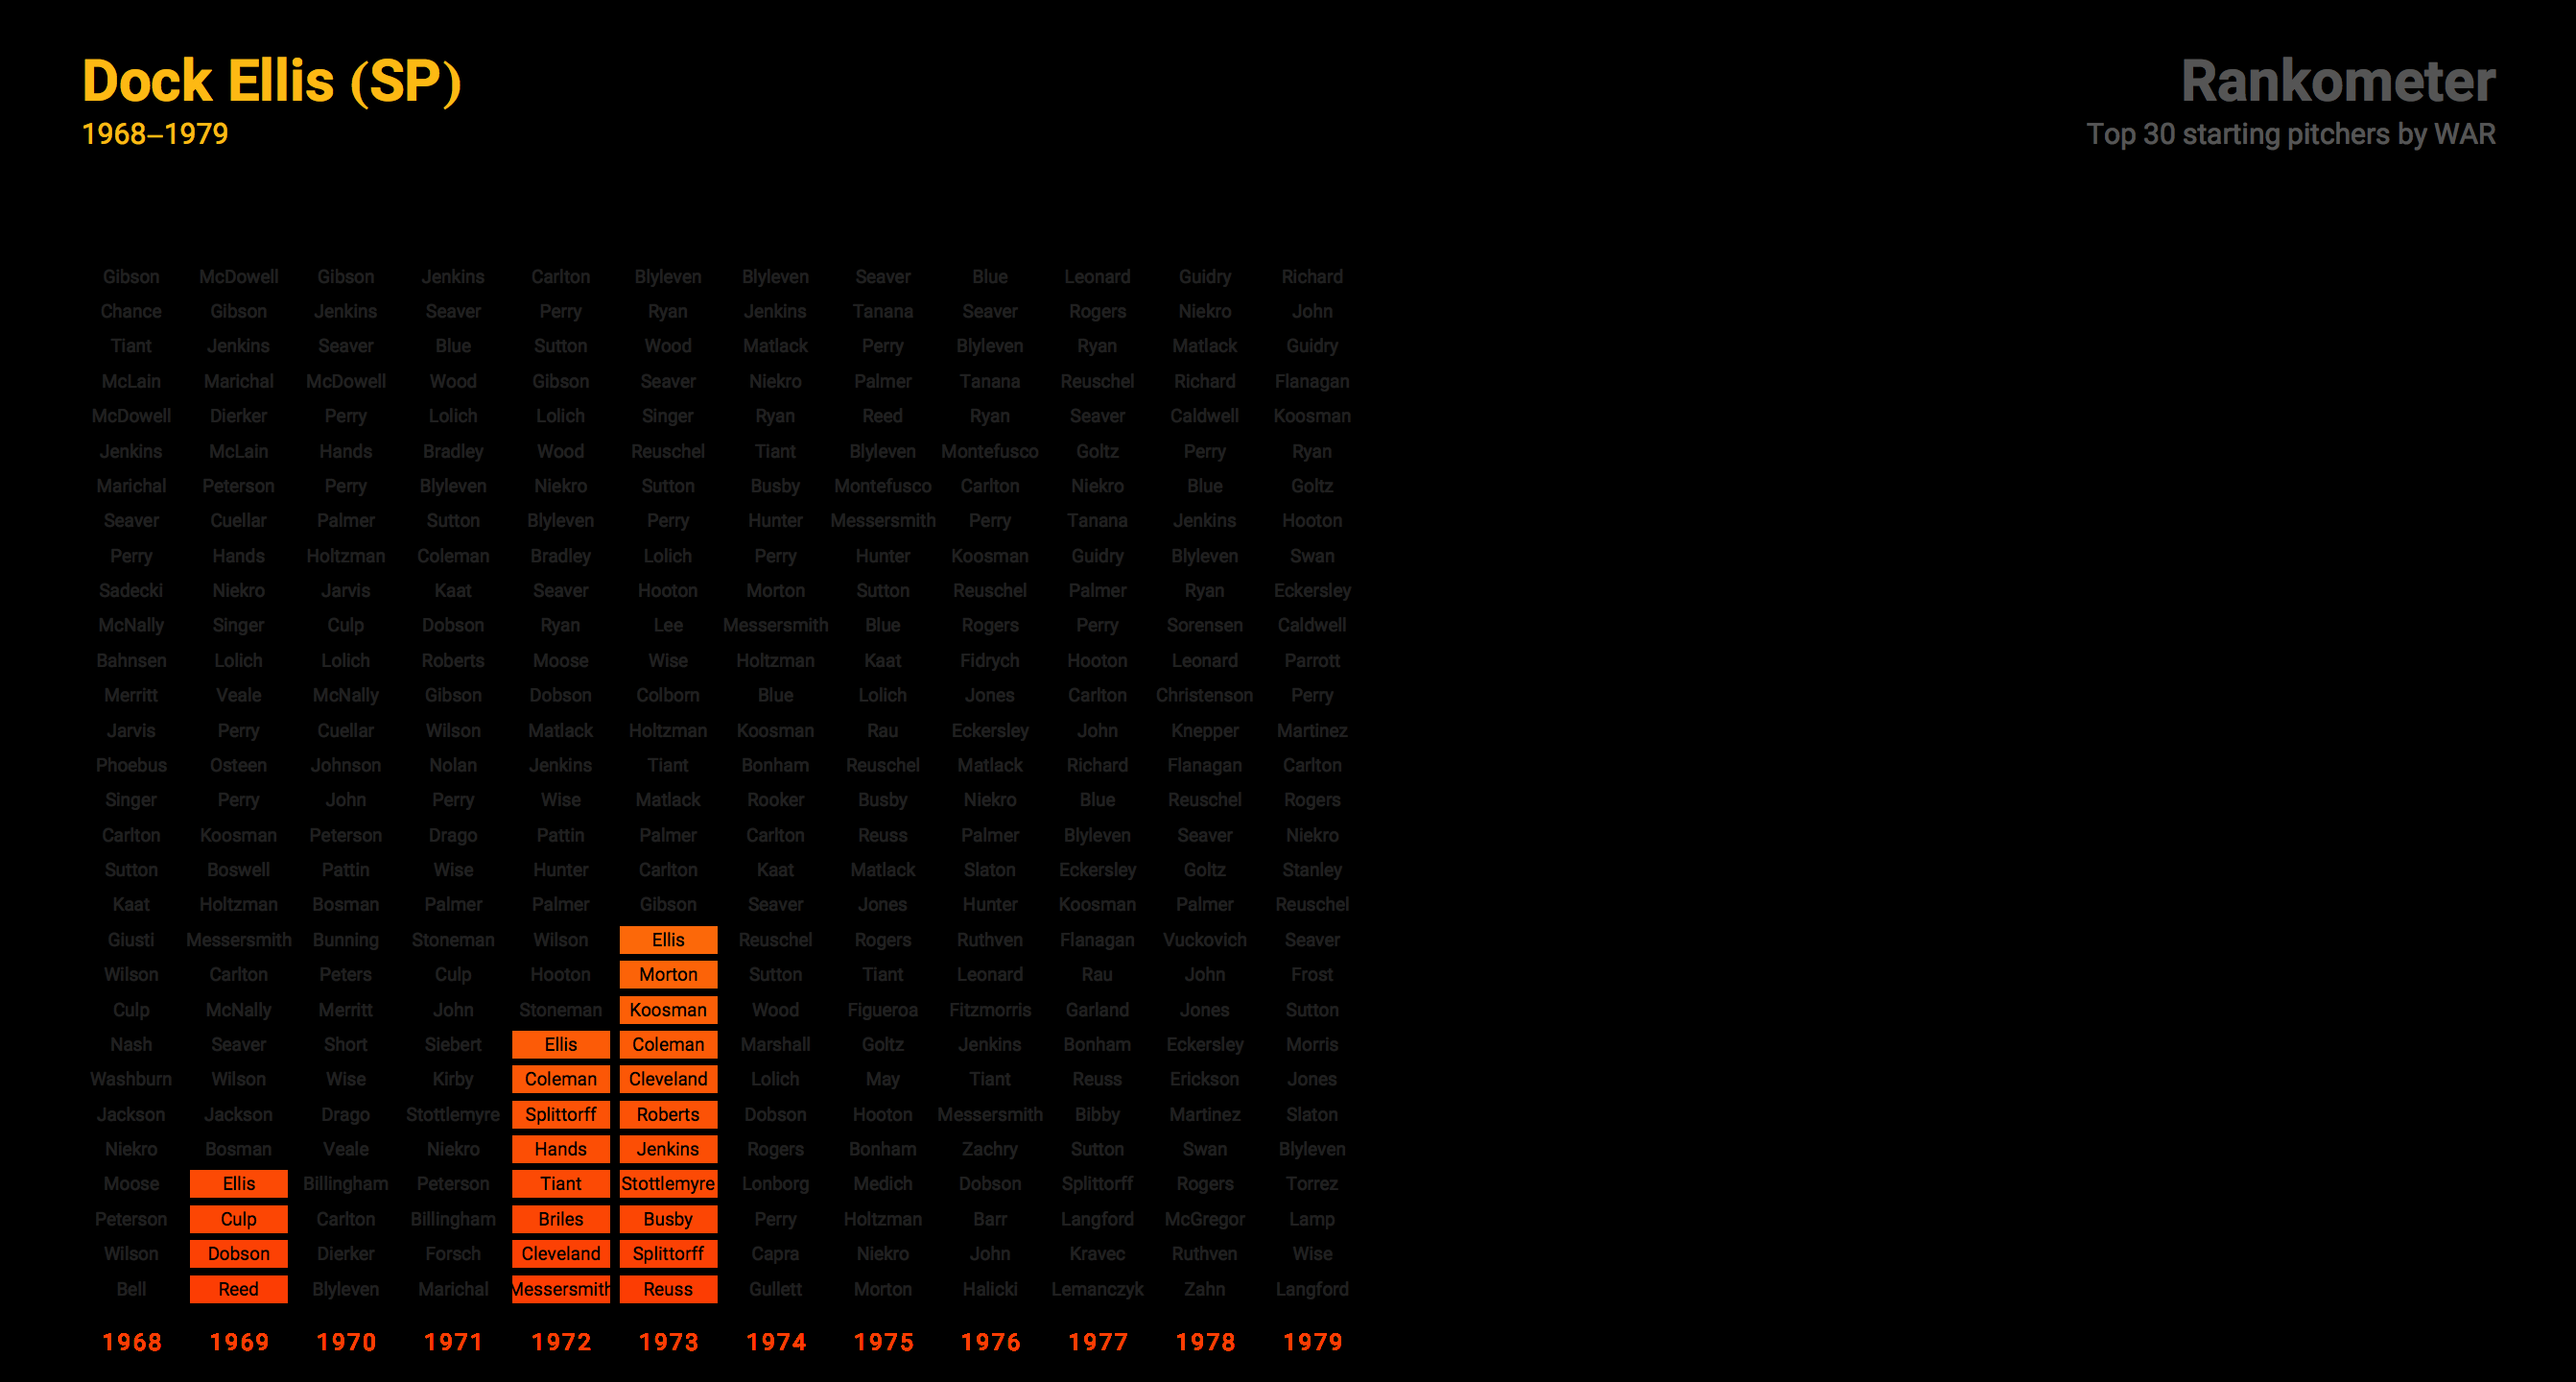 Dock Ellis (SP)
1968–1979
Rankometer
Top 30 starting pitchers by WAR
Gibson McDowell Gibson Jenkins Carlton Blyleven Blyleven Seaver Blue Leonard Guidry Richard
Chance Gibson Jenkins Seaver Perry Ryan Jenkins Tanana Seaver Rogers Niekro John
Tiant Jenkins Seaver Blue Sutton Wood Matlack Perry Blyleven Ryan Matlack Guidry
McLain Marichal McDowell Wood Gibson Seaver Niekro Palmer Tanana Reuschel Richard Flanagan
McDowell Dierker Perry Lolich Lolich Singer Ryan Reed Ryan Seaver Caldwell Koosman
Jenkins McLain Hands Bradley Wood Reuschel Tiant Blyleven Montefusco Goltz Perry Ryan
Marichal Peterson Perry Blyleven Niekro Sutton Busby Montefusco Carlton Niekro Blue Goltz
Seaver Cuellar Palmer Sutton Blyleven Perry Hunter Messersmith Perry Tanana Jenkins Hooton
Perry Hands Holtzman Coleman Bradley Lolich Perry Hunter Koosman Guidry Blyleven Swan
Sadecki Niekro Jarvis Kaat Seaver Hooton Morton Sutton Reuschel Palmer Ryan Eckersley
McNally Singer Culp Dobson Ryan Lee Messersmith Blue Rogers Perry Sorensen Caldwell
Bahnsen Lolich Lolich Roberts Moose Wise Holtzman Kaat Fidrych Hooton Leonard Parrott
Merritt Veale McNally Gibson Dobson Colborn Blue Lolich Jones Carlton Christenson Perry
Jarvis Perry Cuellar Wilson Matlack Holtzman Koosman Rau Eckersley John Knepper Martinez
Phoebus Osteen Johnson Nolan Jenkins Tiant Bonham Reuschel Matlack Richard Flanagan Carlton
Singer Perry John Perry Wise Matlack Rooker Busby Niekro Blue Reuschel Rogers
Carlton Koosman Peterson Drago Pattin Palmer Carlton Reuss Palmer Blyleven Seaver Niekro
Sutton Boswell Pattin Wise Hunter Carlton Kaat Matlack Slaton Eckersley Goltz Stanley
Kaat Holtzman Bosman Palmer Palmer Gibson Seaver Jones Hunter Koosman Palmer Reuschel
Giusti Messersmith Bunning Stoneman Wilson Ellis Reuschel Rogers Ruthven Flanagan Vuckovich Seaver
Wilson Carlton Peters Culp Hooton Morton Sutton Tiant Leonard Rau John Frost
Culp McNally Merritt John Stoneman Koosman Wood Figueroa Fitzmorris Garland Jones Sutton
Nash Seaver Short Siebert Ellis Coleman Marshall Goltz Jenkins Bonham Eckersley Morris
Washburn Wilson Wise Kirby Coleman Cleveland Lolich May Tiant Reuss Erickson Jones
Jackson Jackson Drago Stottlemyre Splittorff Roberts Dobson Hooton Messersmith Bibby Martinez Slaton
Niekro Bosman Veale Niekro Hands Jenkins Rogers Bonham Zachry Sutton Swan Blyleven
Moose Ellis Billingham Peterson Tiant Stottlemyre Lonborg Medich Dobson Splittorff Rogers Torrez
Peterson Culp Carlton Billingham Briles Busby Perry Holtzman Barr Langford McGregor Lamp
Wilson Dobson Dierker Forsch Cleveland Splittorff Capra Niekro John Kravec Ruthven Wise
Bell Reed Blyleven Marichal Messersmith Reuss Gullett Morton Halicki Lemanczyk Zahn Langford
1968 1969 1970 1971 1972 1973 1974 1975 1976 1977 1978 1979